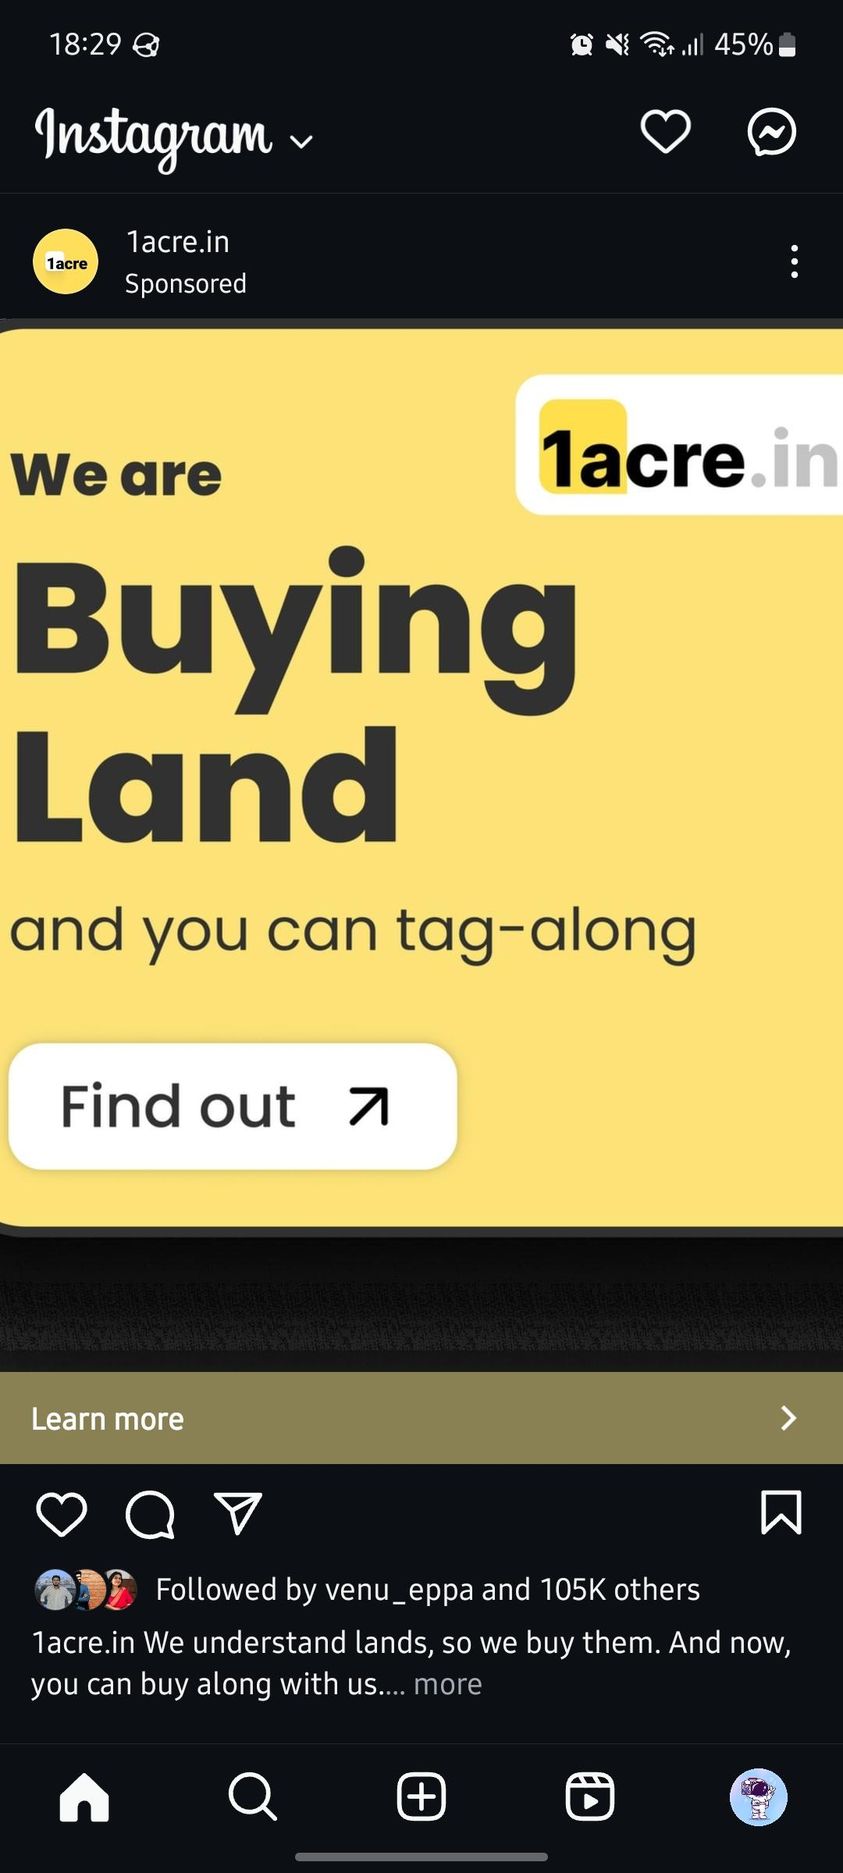 18:29
45%
Instagram
1acre
1acre.in
Sponsored
1acre.in
We are
Buying
Land
and you can tag-along
Find out
Learn more
Followed by venu_eppa and 105K others
1acre.in We understand lands, so we buy them. And now,
you can buy along with us.... more